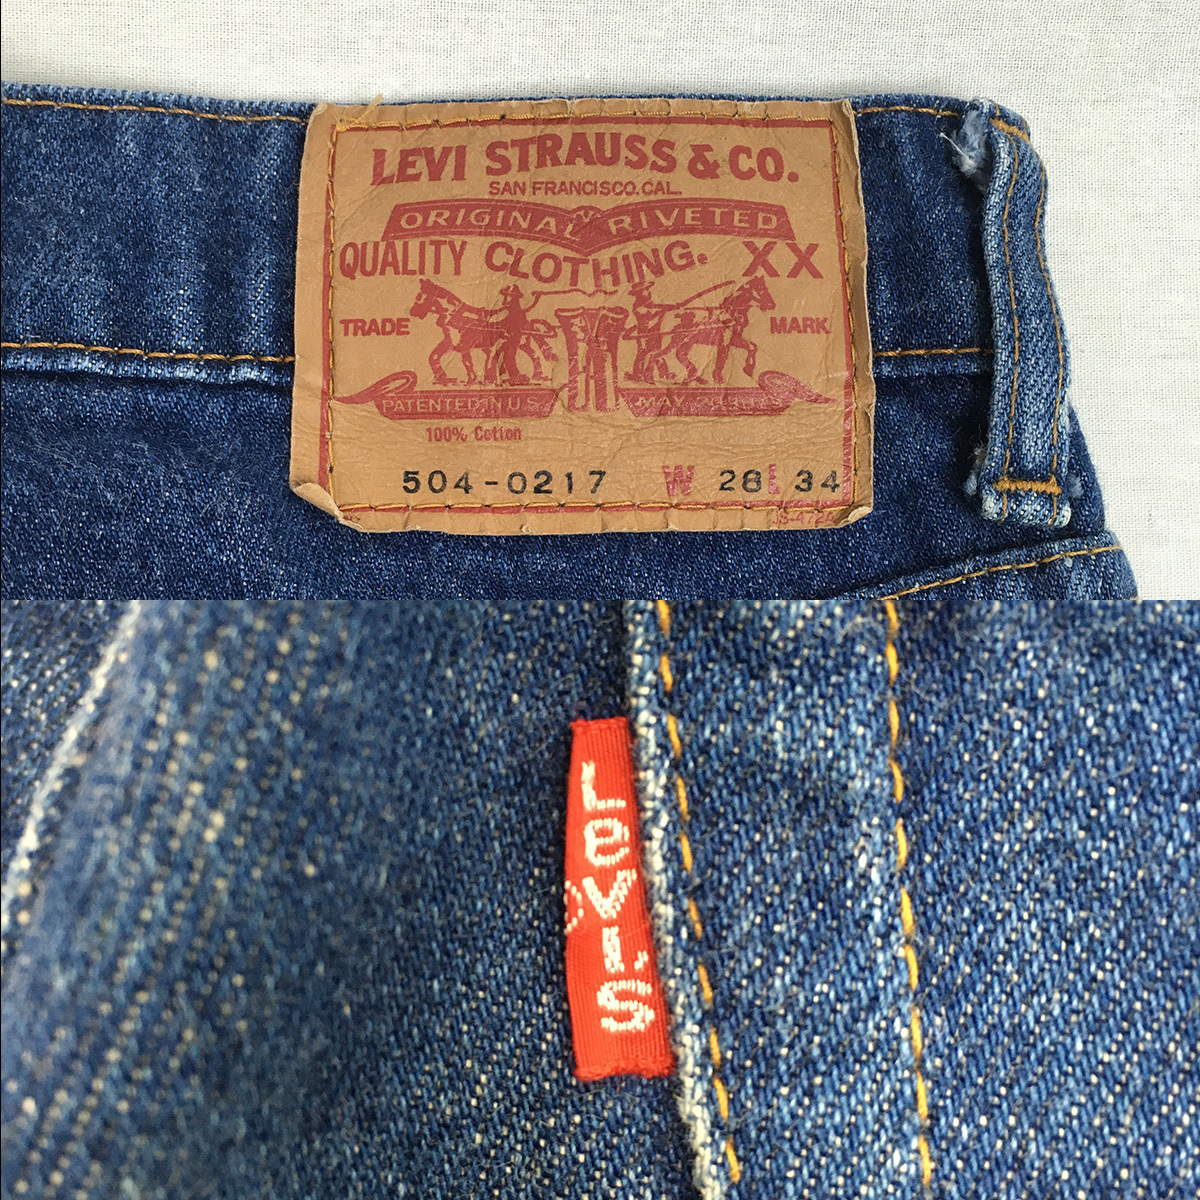 LEVI STRAUSS & CO.
SAN FRANCISCO. CAL.
ORIGINAL RIVETED
QUALITY CLOTHING. XX
TRADE MARK
PATENTED IN U.S. MAY
100% Cotton
504-0217 W 28 L 34
LEVI'S